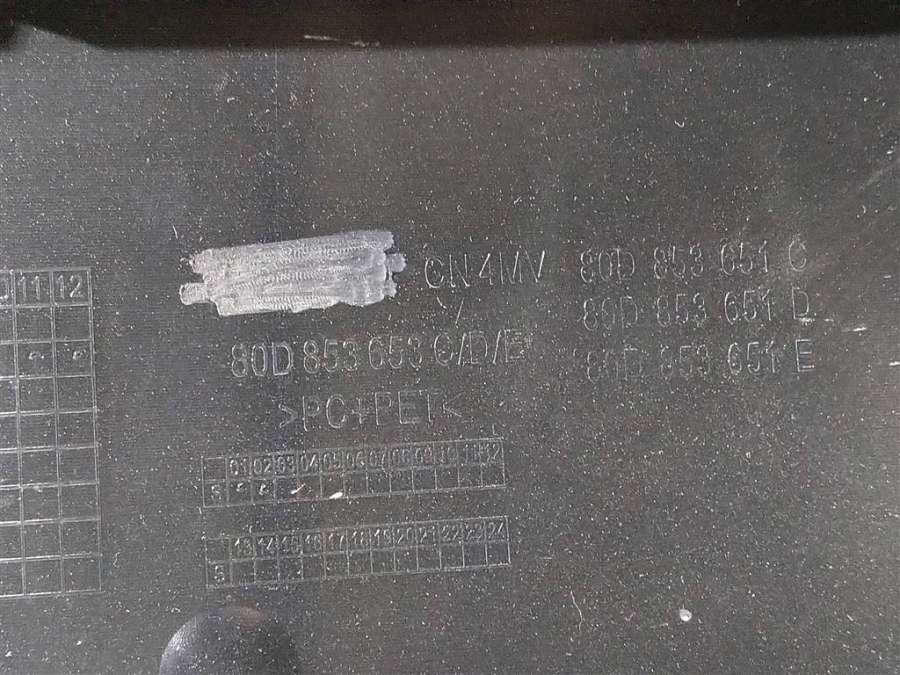 11 12
CN4MV
80D 853 653 C/D/E
>PC+PET<
80D 853 651 C
80D 853 651 D
80D 853 651 E
01 02 03 04 05 06 07 08 09 10 11 12
S
13 14 15 16 17 18 19 20 21 22 23 24
S